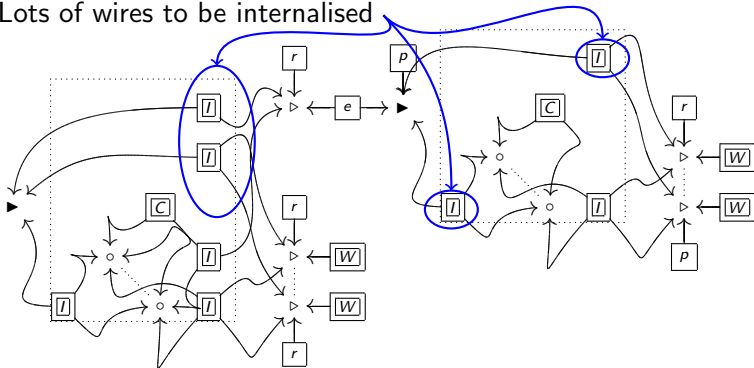 Lots of wires to be internalised
r p I
I C r
e
I W
C r I I W
I W p
I I W
r